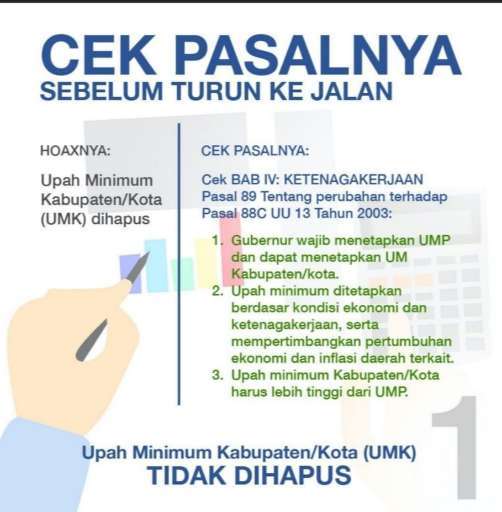 CEK PASALNYA
SEBELUM TURUN KE JALAN
HOAXNYA:
Upah Minimum
Kabupaten/Kota
(UMK) dihapus
CEK PASALNYA:
Cek BAB IV: KETENAGAKERJAAN
Pasal 89 Tentang perubahan terhadap
Pasal 88C UU 13 Tahun 2003:
1. Gubernur wajib menetapkan UMP
dan dapat menetapkan UM
Kabupaten/kota.
2. Upah minimum ditetapkan
berdasar kondisi ekonomi dan
ketenagakerjaan, serta
mempertimbangkan pertumbuhan
ekonomi dan inflasi daerah terkait.
3. Upah minimum Kabupaten/Kota
harus lebih tinggi dari UMP.
1
Upah Minimum Kabupaten/Kota (UMK)
TIDAK DIHAPUS